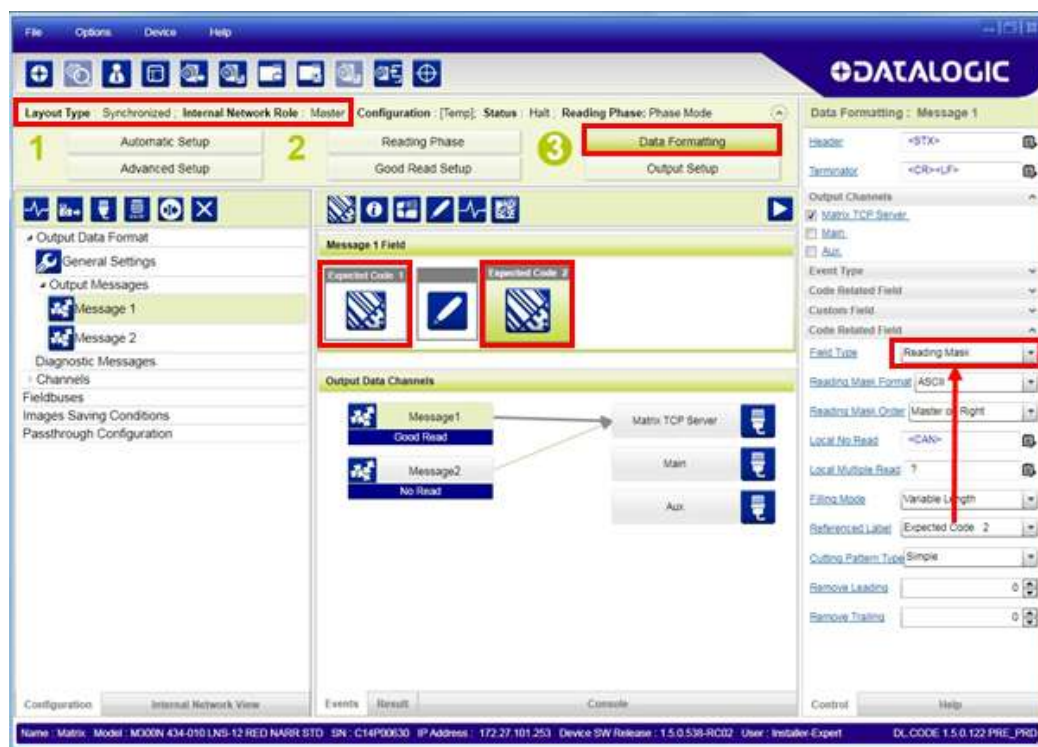 File Options Device Help
DATALOGIC
Layout Type : Synchronized ; Internal Network Role : Master ; Configuration : [Temp]; Status : Halt ; Reading Phase: Phase Mode
1 Automatic Setup 2 Reading Phase 3 Data Formatting
Advanced Setup Good Read Setup Output Setup
Output Data Format
General Settings
Output Messages
Message 1
Message 2
Diagnostic Messages
Channels
Fieldbuses
Images Saving Conditions
Passthrough Configuration
Configuration Internal Network View
Message 1 Field
Expected Code 1 Expected Code 2
Output Data Channels
Message1 Matrix TCP Server
Good Read
Message2 Main
No Read
Aux
Events Result Console
Data Formatting : Message 1
Header <STX>
Terminator <CR><LF>
Output Channels
Matrix TCP Server
Main
Aux
Event Type
Code Related Field
Custom Field
Code Related Field
Field Type Reading Mask
Reading Mask Format ASCII
Reading Mask Order Master on Right
Local No Read <CAN>
Local Multiple Read ?
Filling Mode Variable Length
Referenced Label Expected Code 2
Cutting Pattern Type Simple
Remove Leading 0
Remove Trailing 0
Control Help
Name : Matrix Model : M300N 434-010 LNS-12 RED NARR STD SN : C14P00630 IP Address : 172.27.101.253 Device SW Release : 1.5.0.538-RC02 User : Installer-Expert DL.CODE 1.5.0.122 PRE_PRD